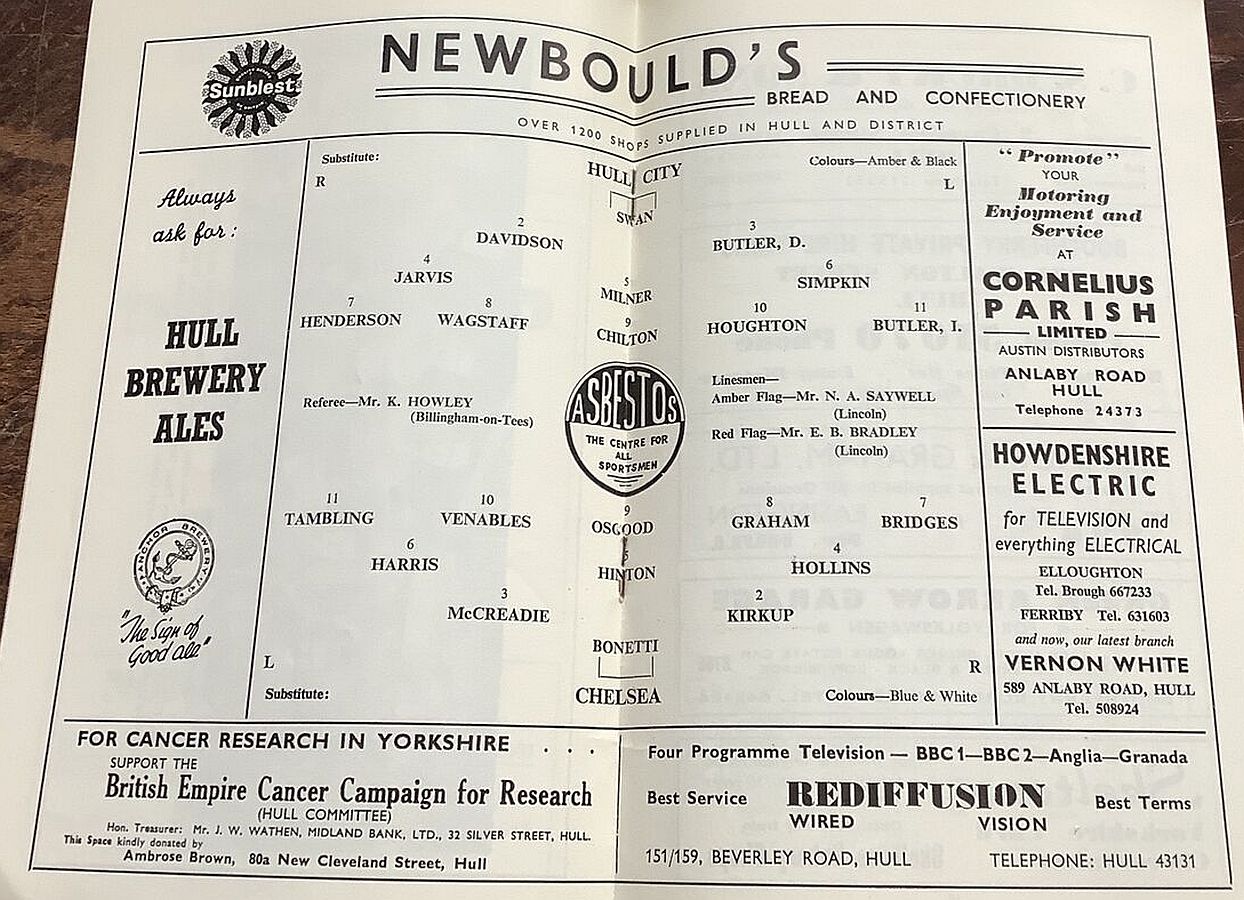 Sunblest
NEWBOULD'S
BREAD AND CONFECTIONERY
OVER 1200 SHOPS SUPPLIED IN HULL AND DISTRICT
Always
ask for:
HULL
BREWERY
ALES
ANCHOR BREWERY
"The Sign of
Good ale"
Substitute:
HULL CITY
Colours—Amber & Black
R
L
SWAN
2
DAVIDSON
3
BUTLER, D.
4
JARVIS
5
MILNER
6
SIMPKIN
7
HENDERSON
8
WAGSTAFF
9
CHILTON
10
HOUGHTON
11
BUTLER, I.
Referee—Mr. K. HOWLEY
(Billingham-on-Tees)
ASBESTOS
THE CENTRE FOR
ALL
SPORTSMEN
Linesmen—
Amber Flag—Mr. N. A. SAYWELL
(Lincoln)
Red Flag—Mr. E. B. BRADLEY
(Lincoln)
11
TAMBLING
10
VENABLES
9
OSGOOD
8
GRAHAM
7
BRIDGES
6
HARRIS
5
HINTON
4
HOLLINS
3
McCREADIE
2
KIRKUP
BONETTI
L
R
Substitute:
CHELSEA
Colours—Blue & White
"Promote"
YOUR
Motoring
Enjoyment and
Service
AT
CORNELIUS
PARISH
LIMITED
AUSTIN DISTRIBUTORS
ANLABY ROAD
HULL
Telephone 24373
HOWDENSHIRE
ELECTRIC
for TELEVISION and
everything ELECTRICAL
ELLOUGHTON
Tel. Brough 667233
FERRIBY Tel. 631603
and now, our latest branch
VERNON WHITE
589 ANLABY ROAD, HULL
Tel. 508924
FOR CANCER RESEARCH IN YORKSHIRE . . .
SUPPORT THE
British Empire Cancer Campaign for Research
(HULL COMMITTEE)
Hon. Treasurer: Mr. J. W. WATHEN, MIDLAND BANK, LTD., 32 SILVER STREET, HULL.
This Space kindly donated by
Ambrose Brown, 80a New Cleveland Street, Hull
Four Programme Television — BBC 1—BBC 2—Anglia—Granada
Best Service REDIFFUSION Best Terms
WIRED VISION
151/159, BEVERLEY ROAD, HULL TELEPHONE: HULL 43131